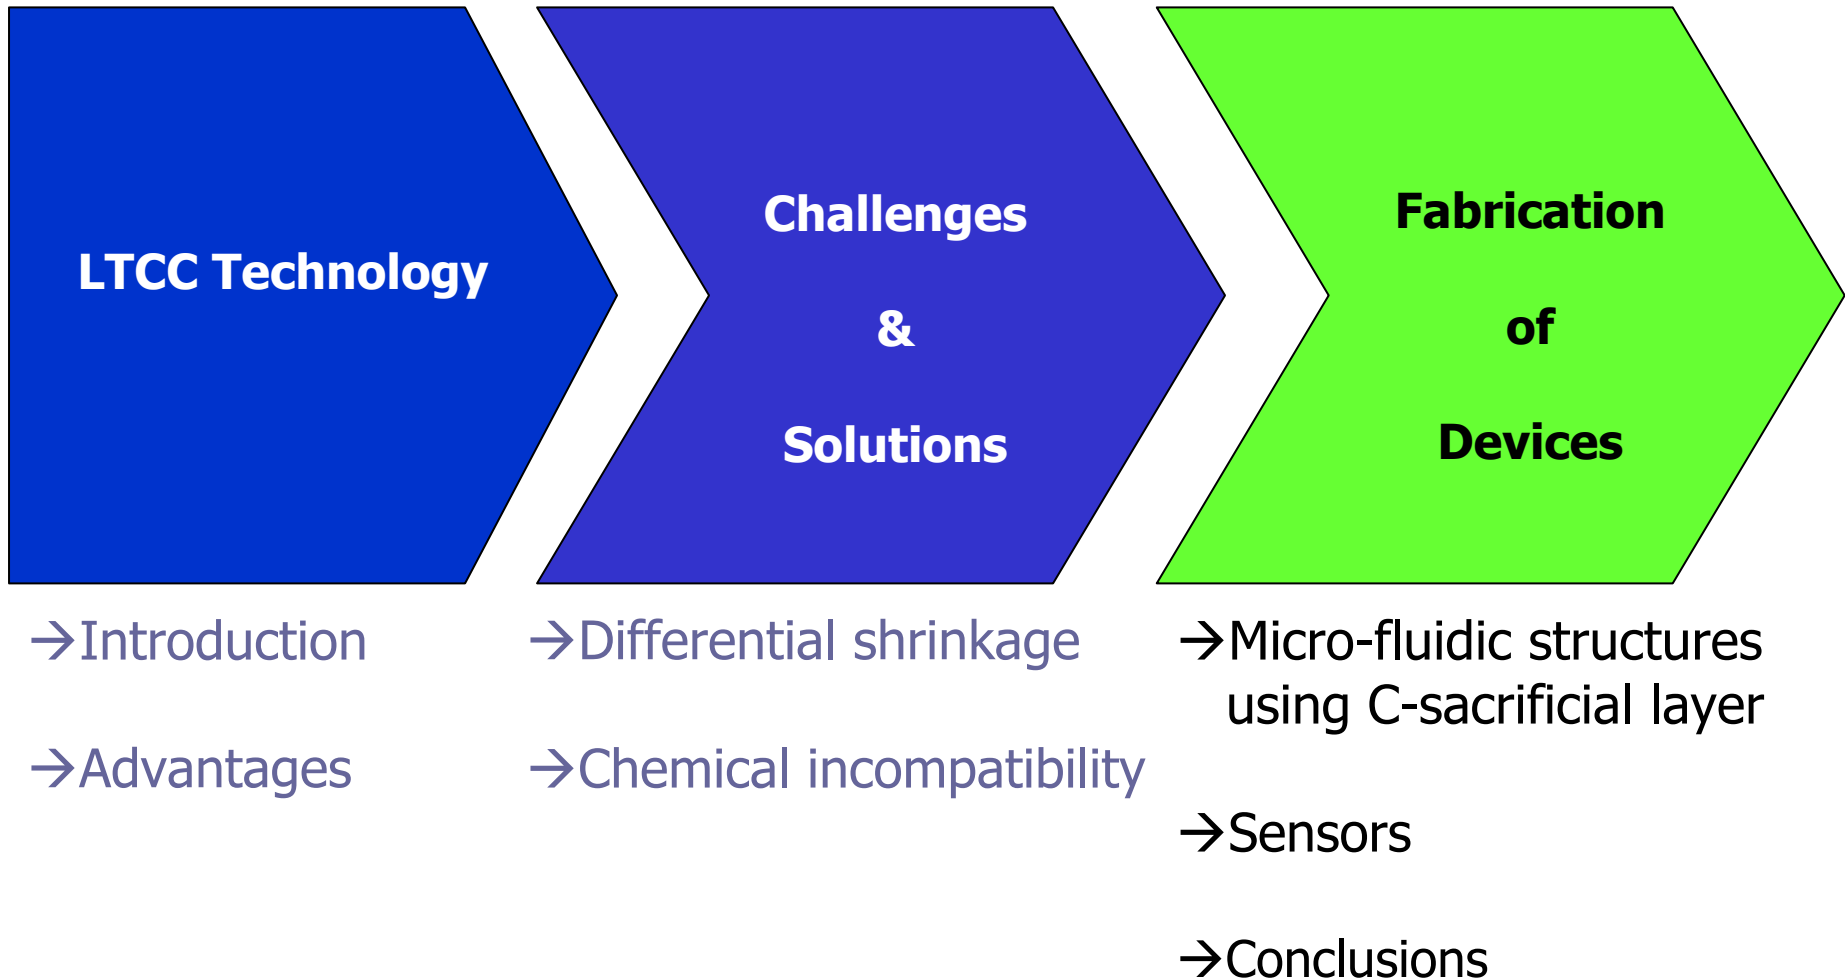 LTCC Technology
Challenges
&
Solutions
Fabrication
of
Devices
→Introduction
→Advantages
→Differential shrinkage
→Chemical incompatibility
→Micro-fluidic structures
using C-sacrificial layer
→Sensors
→Conclusions